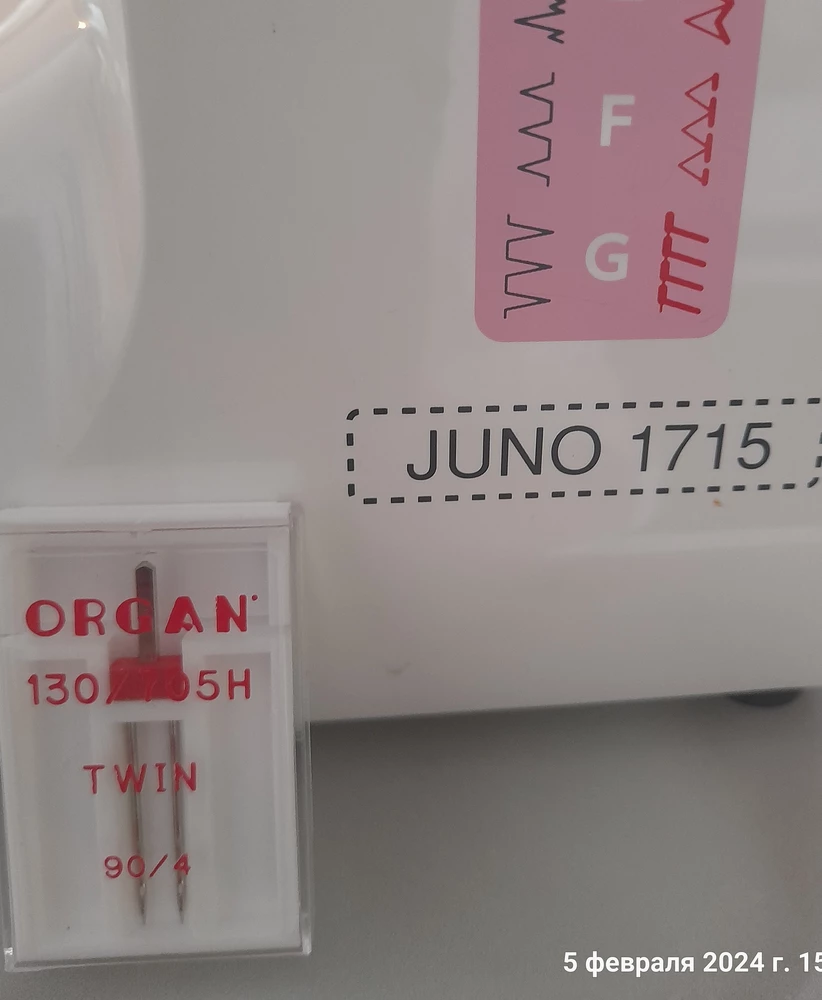 F
G
JUNO 1715
ORGAN
130/705H
TWIN
90/4
5 февраля 2024 г. 15